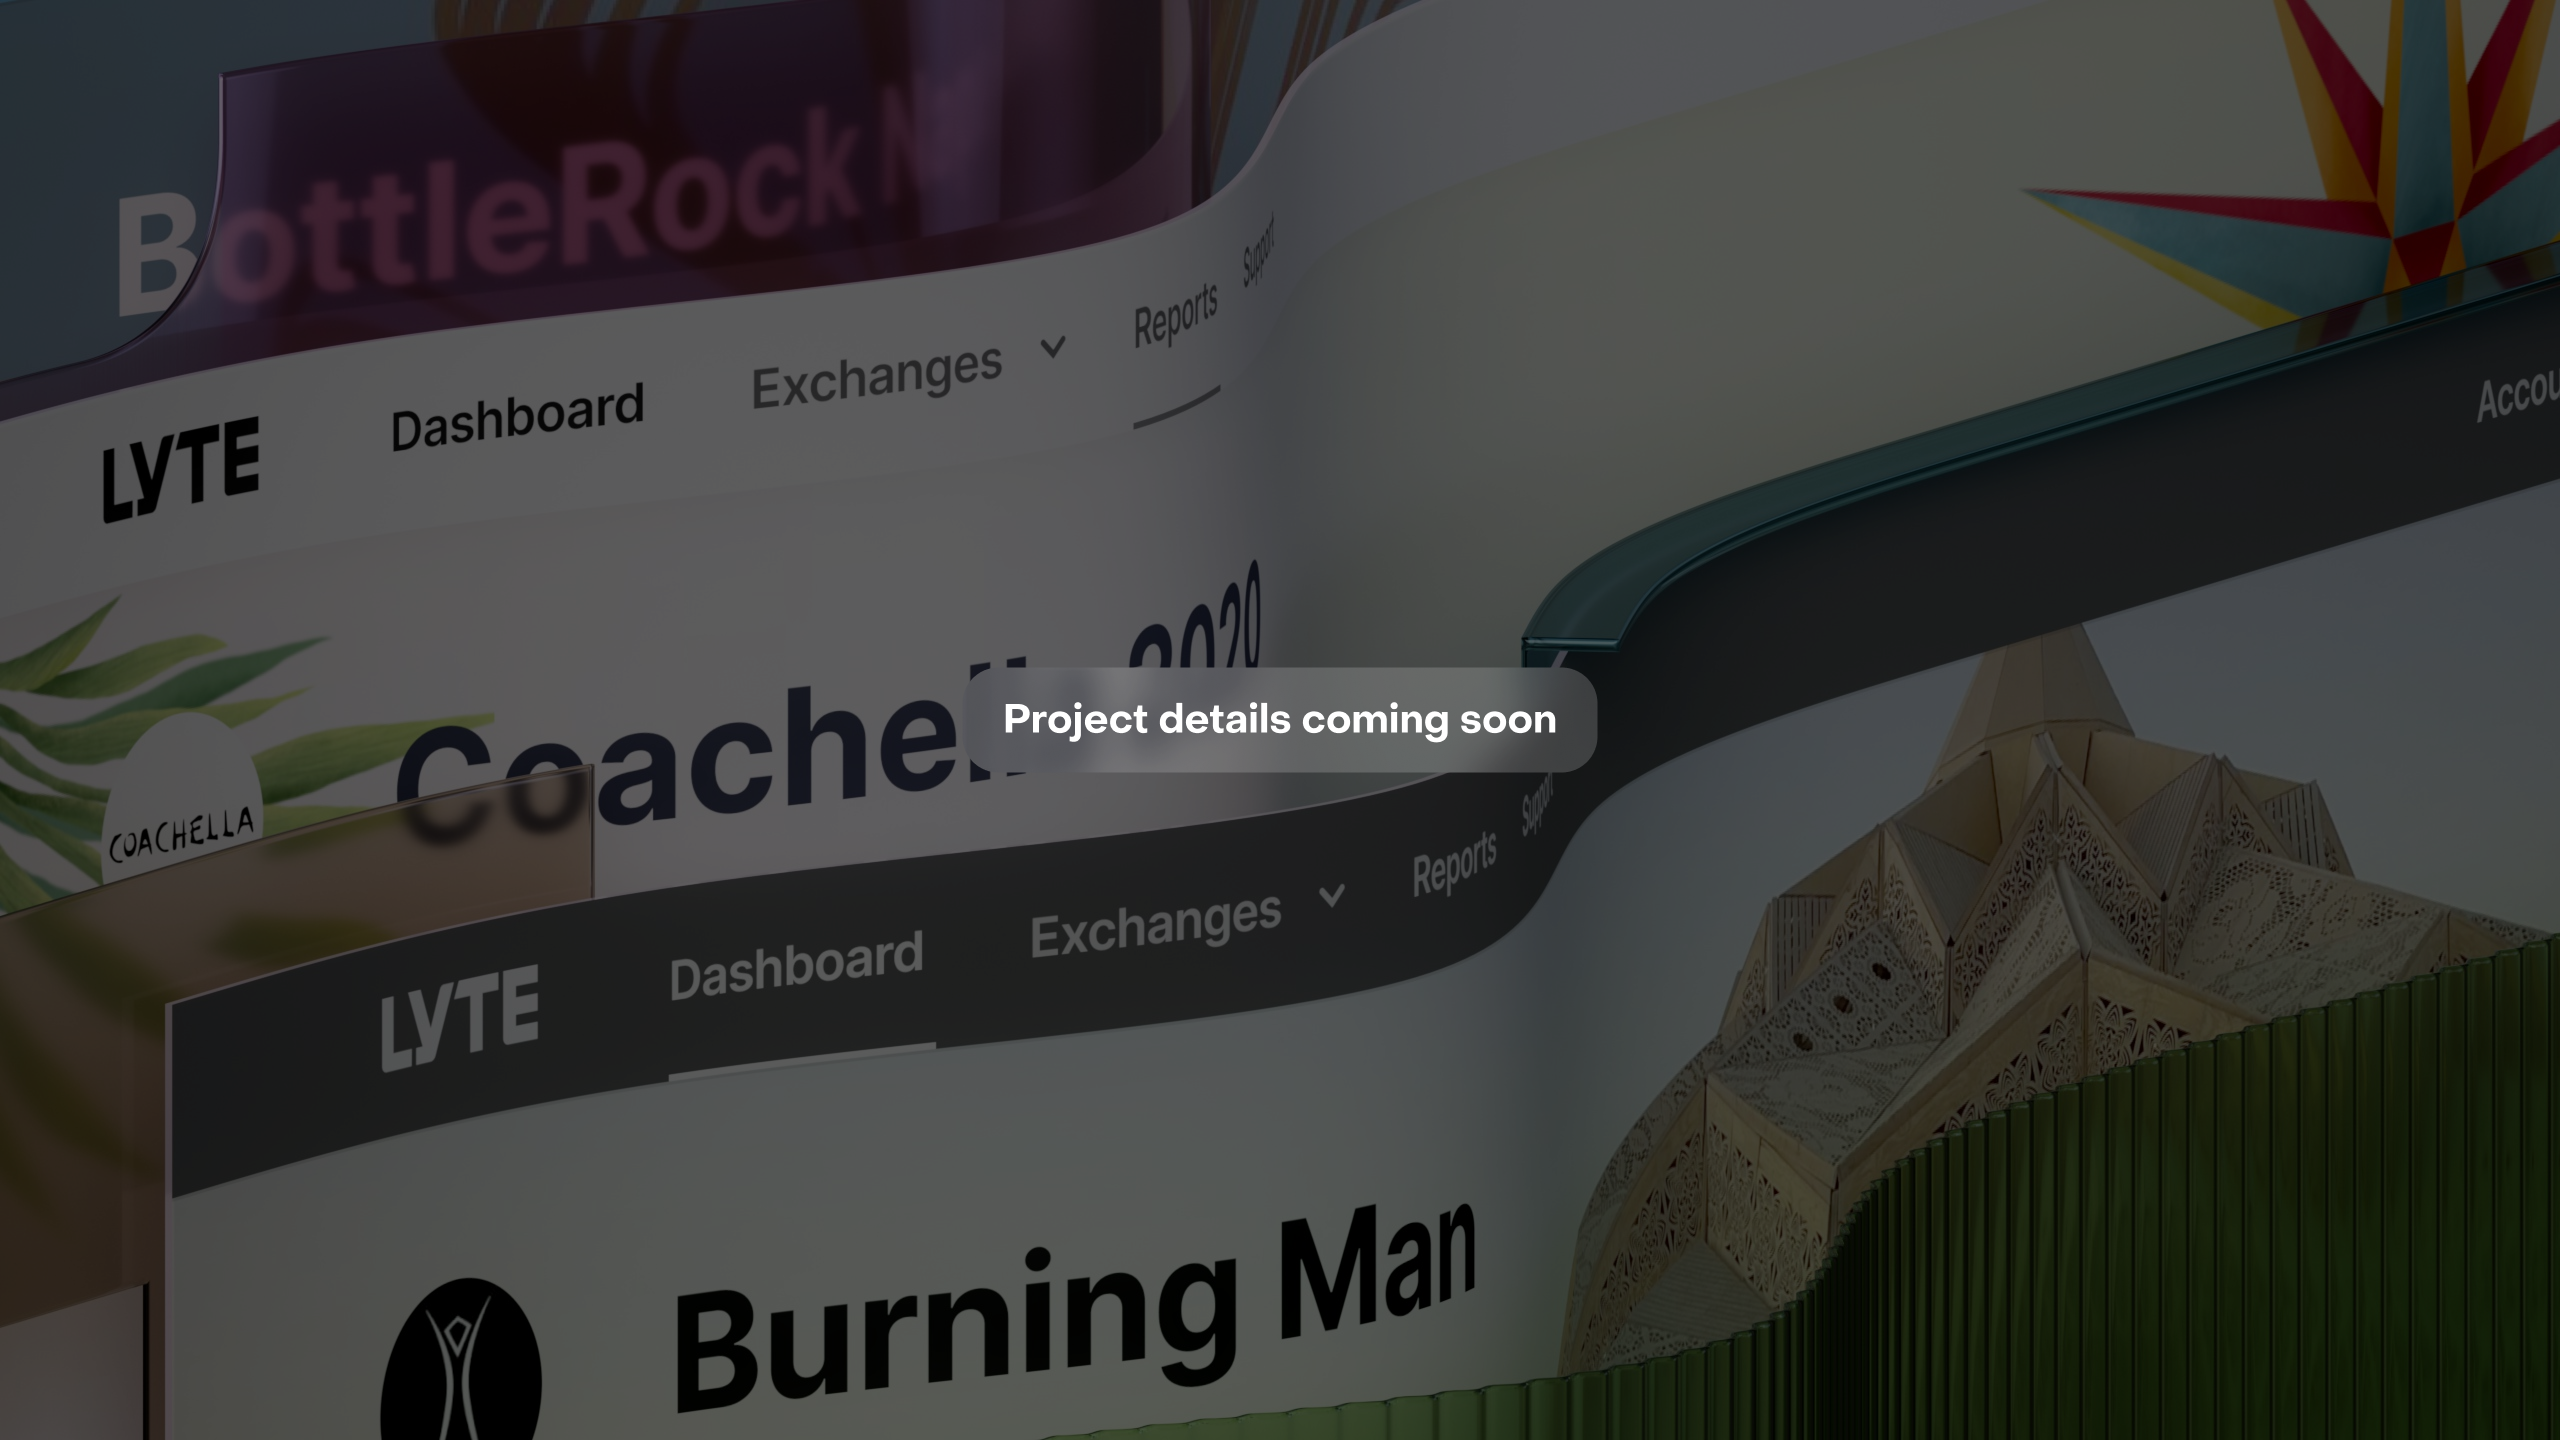 BottleRock
LYTE Dashboard Exchanges Reports Support
Coachella 2020
COACHELLA
Project details coming soon
LYTE Dashboard Exchanges Reports Support
Burning Man